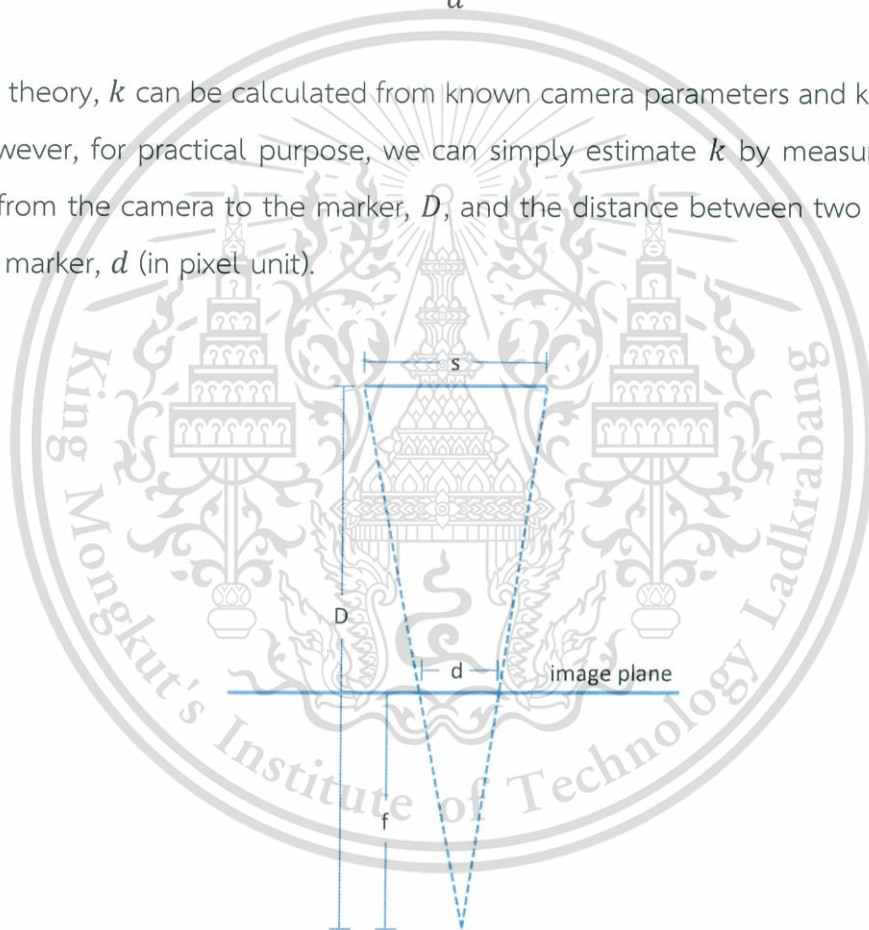 d
theory, k can be calculated from known camera parameters and k
wever, for practical purpose, we can simply estimate k by measu
from the camera to the marker, D, and the distance between two
marker, d (in pixel unit).
s
D
d
image plane
f
King Mongkut's Institute of Technology Ladkrabang